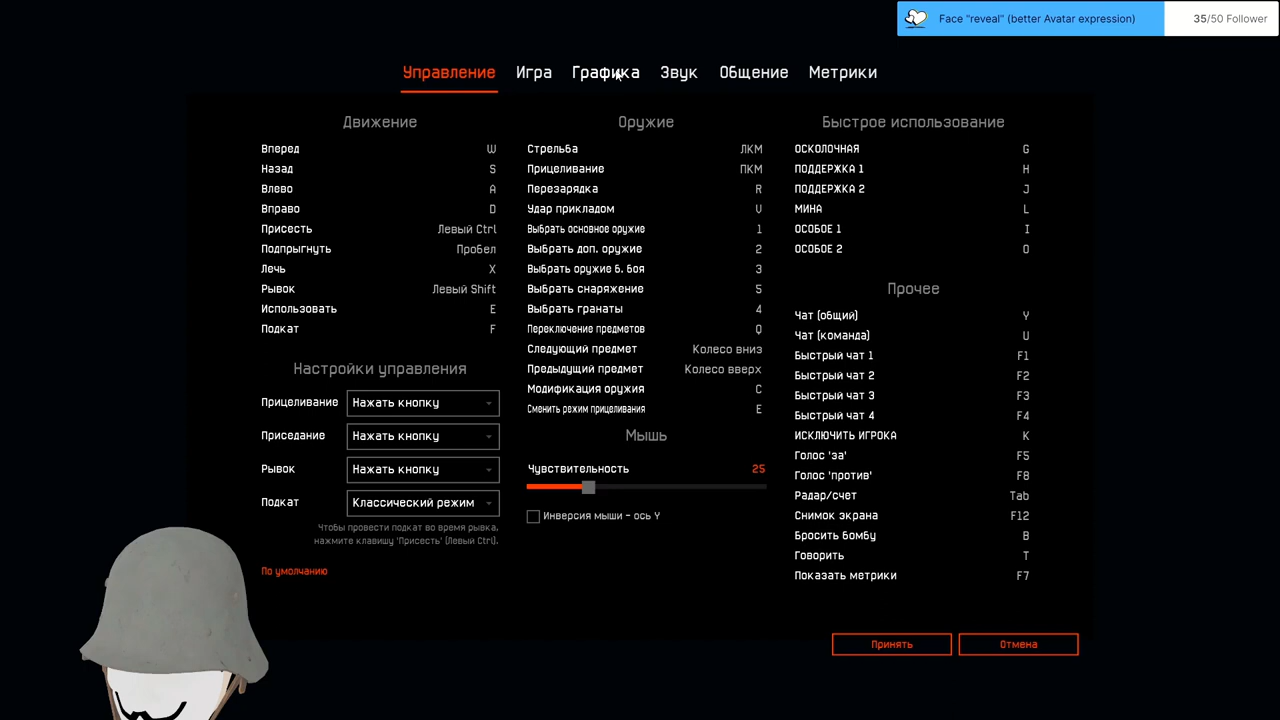 Face "reveal" (better Avatar expression) 35/50 Follower
Управление Игра Графика Звук Общение Метрики
Движение
Вперед W
Назад S
Влево A
Вправо D
Присесть Левый Ctrl
Подпрыгнуть Пробел
Лечь X
Рывок Левый Shift
Использовать E
Подкат F
Настройки управления
Прицеливание Нажать кнопку
Приседание Нажать кнопку
Рывок Нажать кнопку
Подкат Классический режим
Чтобы провести подкат во время рывка,
нажмите клавишу 'Присесть' (Левый Ctrl).
По умолчанию
Оружие
Стрельба ЛКМ
Прицеливание ПКМ
Перезарядка R
Удар прикладом V
Выбрать основное оружие 1
Выбрать доп. оружие 2
Выбрать оружие б. боя 3
Выбрать снаряжение 5
Выбрать гранаты 4
Переключение предметов Q
Следующий предмет Колесо вниз
Предыдущий предмет Колесо вверх
Модификация оружия C
Сменить режим прицеливания E
Мышь
Чувствительность 25
Инверсия мыши - ось Y
Быстрое использование
ОСКОЛОЧНАЯ G
ПОДДЕРЖКА 1 H
ПОДДЕРЖКА 2 J
МИНА L
ОСОБОЕ 1 I
ОСОБОЕ 2 O
Прочее
Чат (общий) Y
Чат (команда) U
Быстрый чат 1 F1
Быстрый чат 2 F2
Быстрый чат 3 F3
Быстрый чат 4 F4
ИСКЛЮЧИТЬ ИГРОКА K
Голос 'за' F5
Голос 'против' F8
Радар/счет Tab
Снимок экрана F12
Бросить бомбу B
Говорить T
Показать метрики F7
Принять Отмена